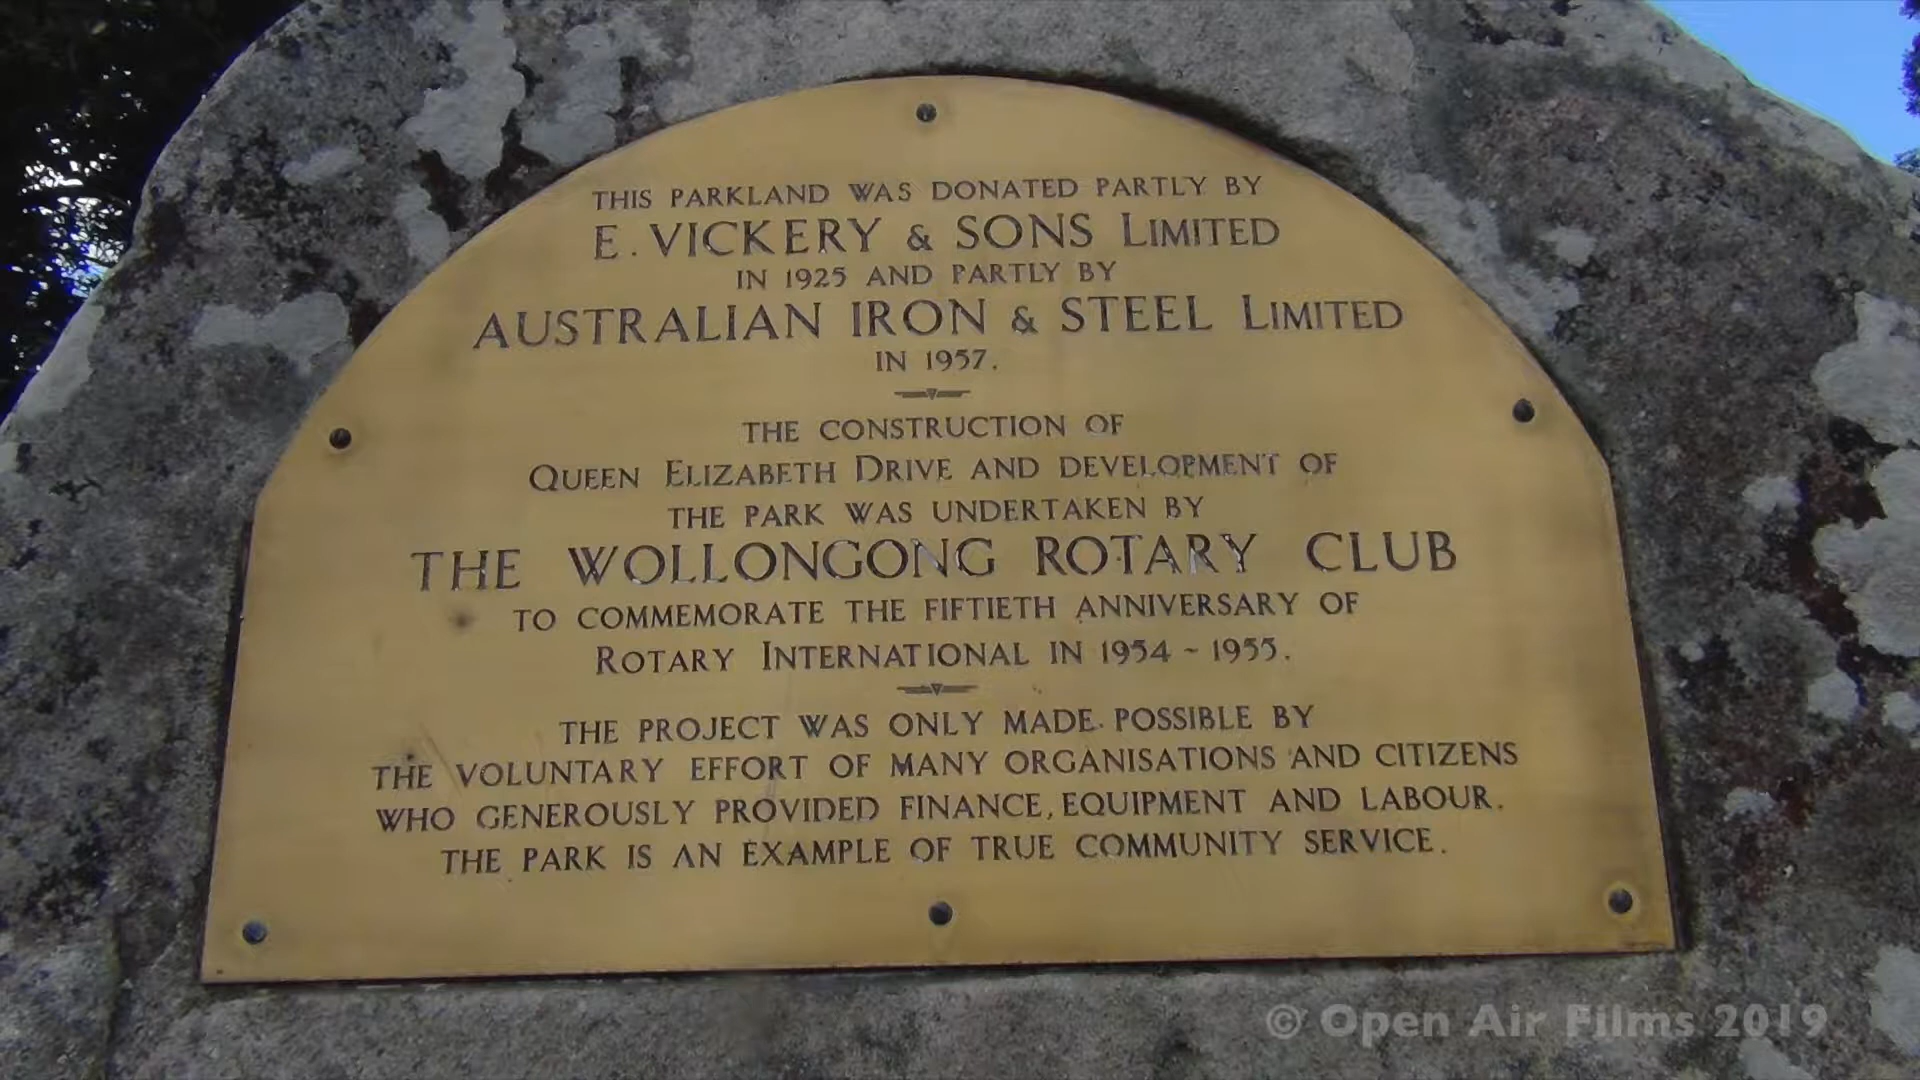 THIS PARKLAND WAS DONATED PARTLY BY
E. VICKERY & SONS LIMITED
IN 1925 AND PARTLY BY
AUSTRALIAN IRON & STEEL LIMITED
IN 1957.
THE CONSTRUCTION OF
QUEEN ELIZABETH DRIVE AND DEVELOPMENT OF
THE PARK WAS UNDERTAKEN BY
THE WOLLONGONG ROTARY CLUB
TO COMMEMORATE THE FIFTIETH ANNIVERSARY OF
ROTARY INTERNATIONAL IN 1954 ~ 1955.
THE PROJECT WAS ONLY MADE POSSIBLE BY
THE VOLUNTARY EFFORT OF MANY ORGANISATIONS AND CITIZENS
WHO GENEROUSLY PROVIDED FINANCE, EQUIPMENT AND LABOUR.
THE PARK IS AN EXAMPLE OF TRUE COMMUNITY SERVICE.
© Open Air Films 2019